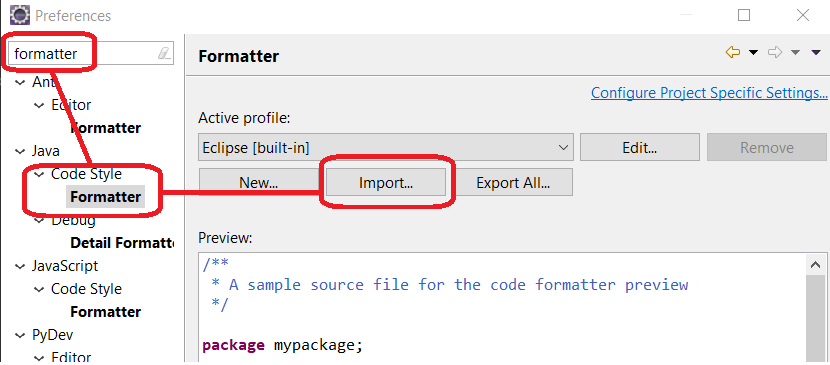 Preferences
formatter
Ant
Editor
Formatter
Java
Code Style
Formatter
Debug
Detail Formatte
JavaScript
Code Style
Formatter
PyDev
Editor
Formatter
Configure Project Specific Settings...
Active profile:
Eclipse [built-in]
Edit...
Remove
New...
Import...
Export All...
Preview:
/**
* A sample source file for the code formatter preview
*/
package mypackage;